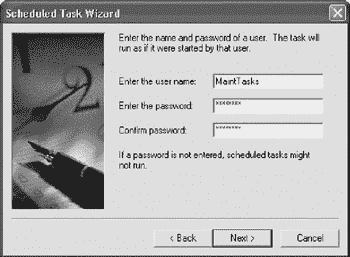 Scheduled Task Wizard
Enter the name and password of a user. The task will
run as if it were started by that user.
Enter the user name: MaintTasks
Enter the password: ********
Confirm password: ********
If a password is not entered, scheduled tasks might
not run.
< Back Next > Cancel